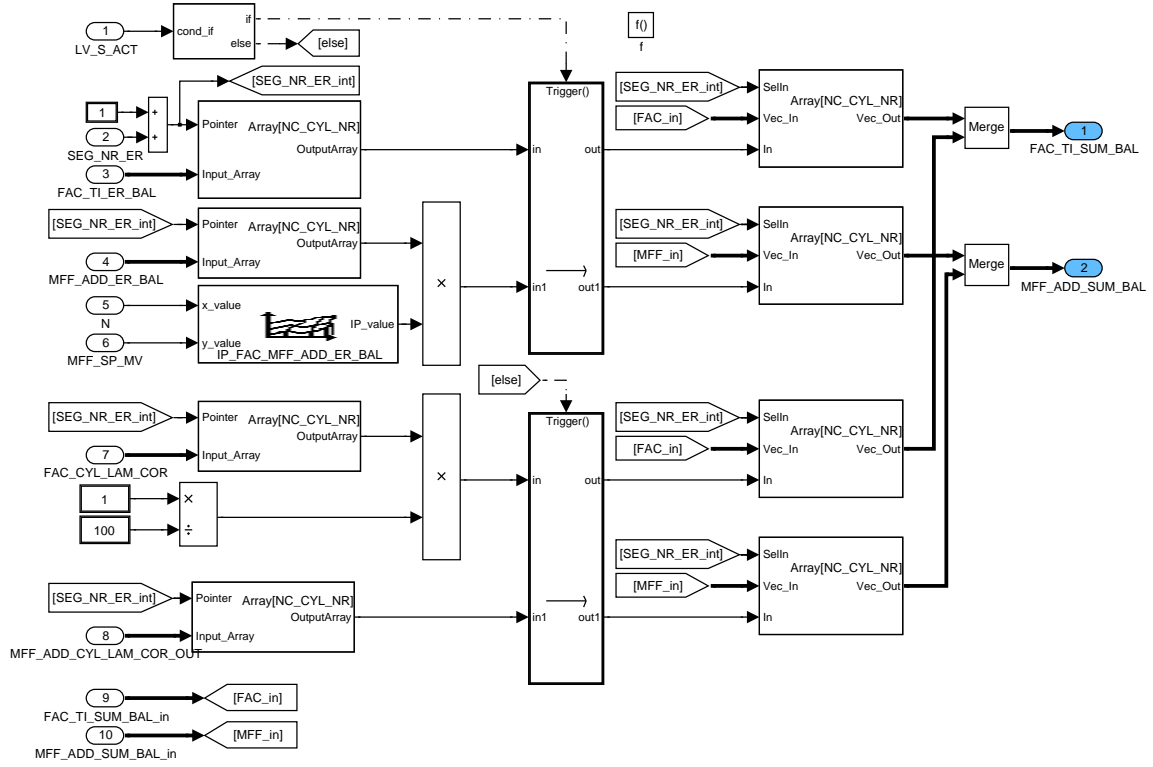 1
LV_S_ACT
cond_if
if
else
[else]
f()
f
[SEG_NR_ER_int]
1
+
+
2
SEG_NR_ER
3
FAC_TI_ER_BAL
Pointer
Array[NC_CYL_NR]
OutputArray
Input_Array
[SEG_NR_ER_int]
4
MFF_ADD_ER_BAL
Pointer
Array[NC_CYL_NR]
OutputArray
Input_Array
5
N
6
MFF_SP_MV
x_value
y_value
IP_value
IP_FAC_MFF_ADD_ER_BAL
×
Trigger()
in
out
in1
out1
[SEG_NR_ER_int]
[FAC_in]
SelIn
Array[NC_CYL_NR]
Vec_In
Vec_Out
In
Merge
1
FAC_TI_SUM_BAL
[SEG_NR_ER_int]
[MFF_in]
SelIn
Array[NC_CYL_NR]
Vec_In
Vec_Out
In
Merge
2
MFF_ADD_SUM_BAL
[else]
[SEG_NR_ER_int]
7
FAC_CYL_LAM_COR
Pointer
Array[NC_CYL_NR]
OutputArray
Input_Array
1
100
×
÷
×
Trigger()
in
out
in1
out1
[SEG_NR_ER_int]
[FAC_in]
SelIn
Array[NC_CYL_NR]
Vec_In
Vec_Out
In
[SEG_NR_ER_int]
[MFF_in]
SelIn
Array[NC_CYL_NR]
Vec_In
Vec_Out
In
[SEG_NR_ER_int]
8
MFF_ADD_CYL_LAM_COR_OUT
Pointer
Array[NC_CYL_NR]
OutputArray
Input_Array
9
FAC_TI_SUM_BAL_in
[FAC_in]
10
MFF_ADD_SUM_BAL_in
[MFF_in]